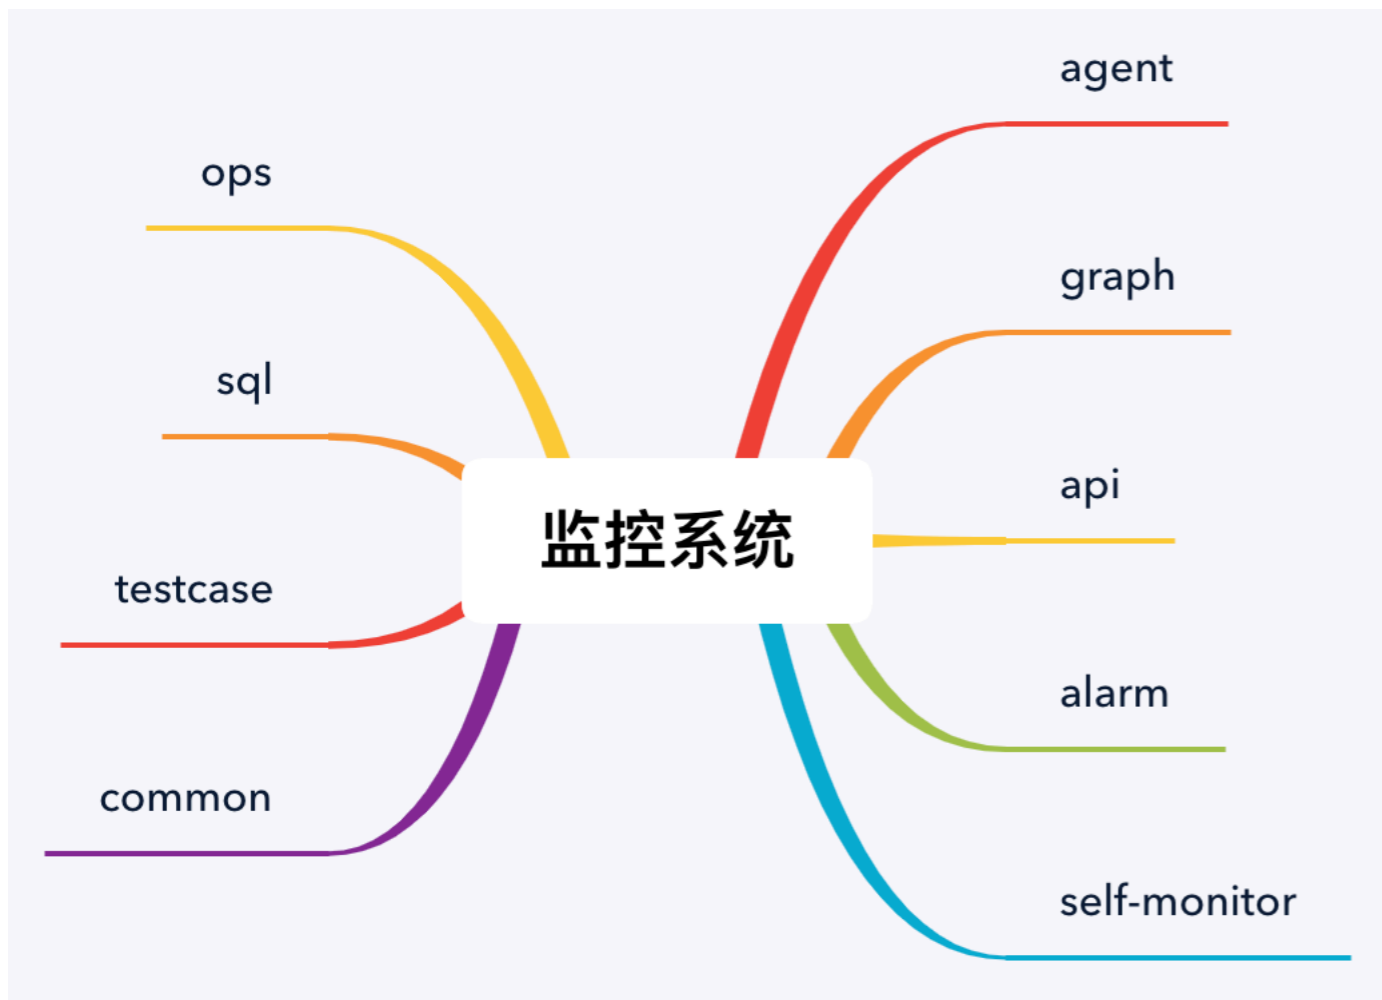 监控系统
agent
graph
api
alarm
self-monitor
ops
sql
testcase
common